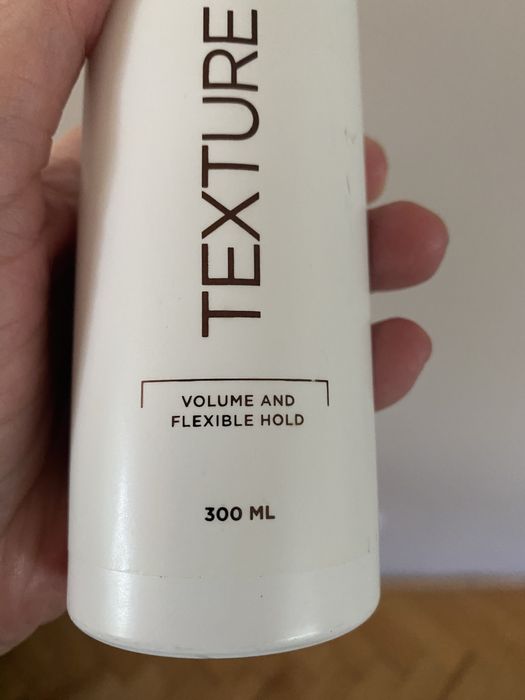 TEXTURE
VOLUME AND
FLEXIBLE HOLD
300 ML